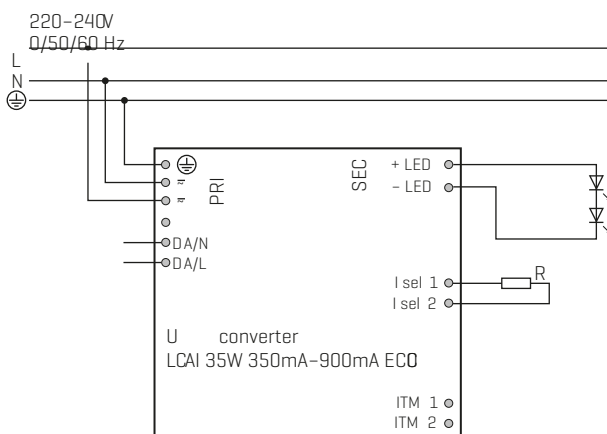 220–240V
0/50/60 Hz
L
N
PRI
SEC
+ LED
– LED
DA/N
DA/L
I sel 1
I sel 2
R
U converter
LCAI 35W 350mA–900mA ECO
ITM 1
ITM 2